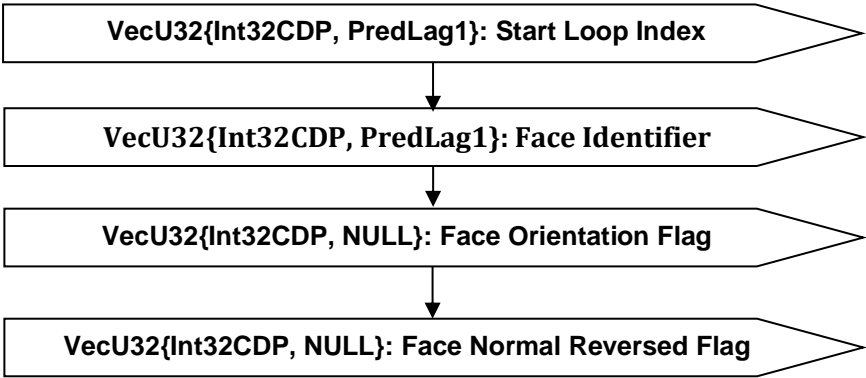 VecU32{Int32CDP, PredLag1}: Start Loop Index
VecU32{Int32CDP, PredLag1}: Face Identifier
VecU32{Int32CDP, NULL}: Face Orientation Flag
VecU32{Int32CDP, NULL}: Face Normal Reversed Flag